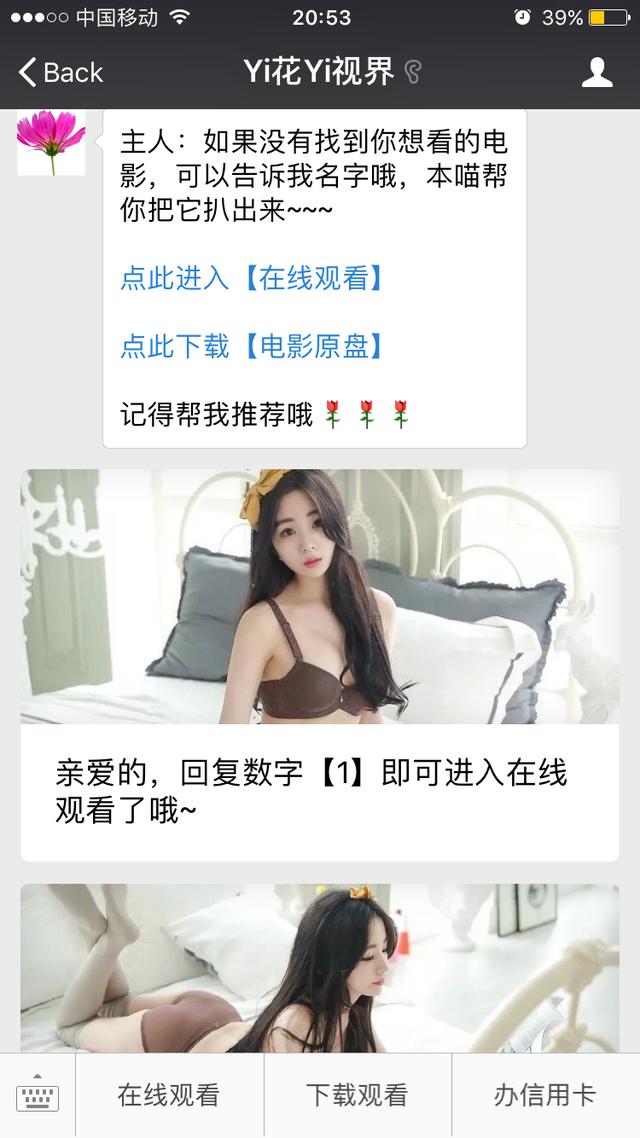 中国移动 20:53 39%
Back Yi花Yi视界
主人：如果没有找到你想看的电
影，可以告诉我名字哦，本喵帮
你把它扒出来~~~
点此进入【在线观看】
点此下载【电影原盘】
记得帮我推荐哦🌹🌹🌹
亲爱的，回复数字【1】即可进入在线
观看了哦~
在线观看 下载观看 办信用卡